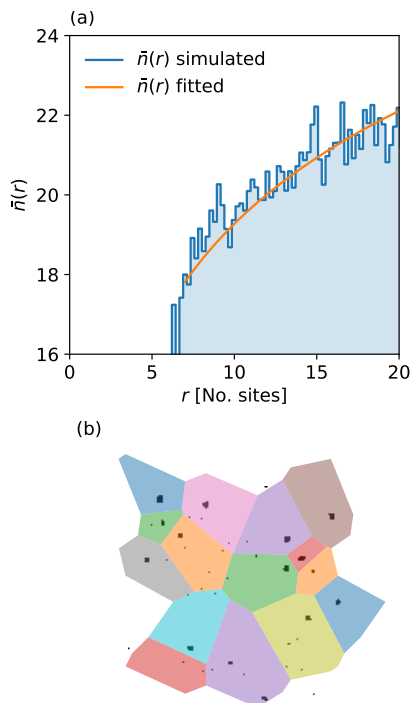 (a)
24
22
20
18
16
n̄(r)
n̄(r) simulated
n̄(r) fitted
0 5 10 15 20
r [No. sites]
(b)